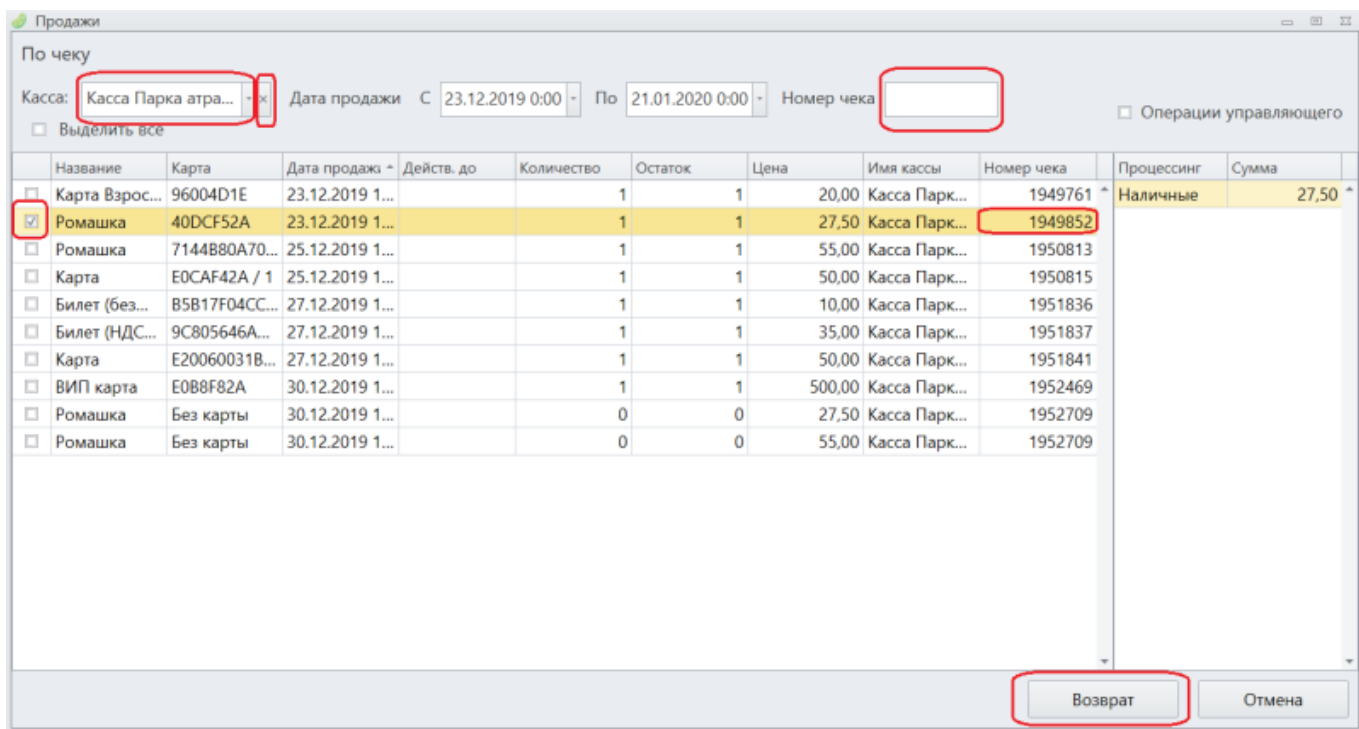 Продажи
По чеку
Касса: Касса Парка атра... Дата продажи С 23.12.2019 0:00 По 21.01.2020 0:00 Номер чека
Операции управляющего
Выделить все
Название Карта Дата продажи Действ. до Количество Остаток Цена Имя кассы Номер чека Процессинг Сумма
Карта Взрос... 96004D1E 23.12.2019 1... 1 1 20,00 Касса Парк... 1949761 Наличные 27,50
Ромашка 40DCF52A 23.12.2019 1... 1 1 27,50 Касса Парк... 1949852
Ромашка 7144B80A70... 25.12.2019 1... 1 1 55,00 Касса Парк... 1950813
Карта E0CAF42A / 1 25.12.2019 1... 1 1 50,00 Касса Парк... 1950815
Билет (без... B5B17F04CC... 27.12.2019 1... 1 1 10,00 Касса Парк... 1951836
Билет (НДС... 9C805646A... 27.12.2019 1... 1 1 35,00 Касса Парк... 1951837
Карта E20060031B... 27.12.2019 1... 1 1 50,00 Касса Парк... 1951841
ВИП карта E0B8F82A 30.12.2019 1... 1 1 500,00 Касса Парк... 1952469
Ромашка Без карты 30.12.2019 1... 0 0 27,50 Касса Парк... 1952709
Ромашка Без карты 30.12.2019 1... 0 0 55,00 Касса Парк... 1952709
Возврат Отмена